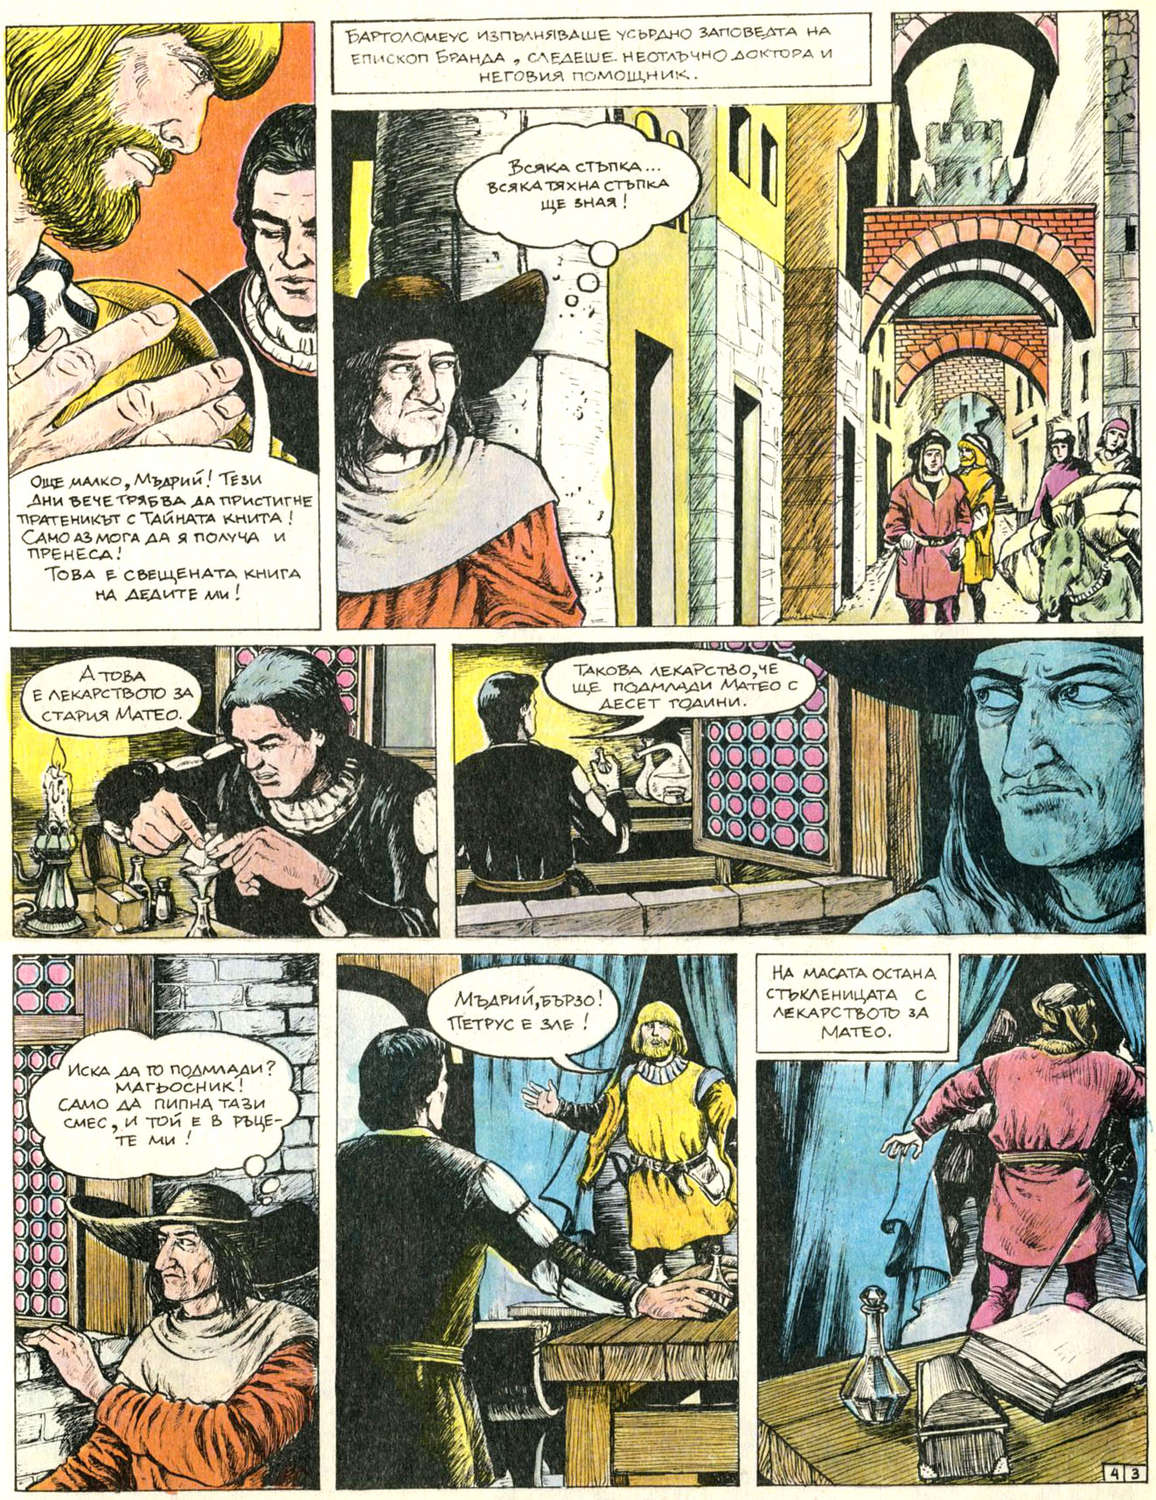 ОЩЕ МАЛКО, МЪДРИЙ! ТЕЗИ
ДНИ ВЕЧЕ ТРЯБВА ДА ПРИСТИГНЕ
ПРАТЕНИКЪТ С ТАЙНАТА КНИГА!
САМО АЗ МОГА ДА Я ПОЛУЧА И
ПРЕНЕСА!
ТОВА Е СВЕЩЕНАТА КНИГА
НА ДЕДИТЕ МИ!
БАРТОЛОМЕУС ИЗПЪЛНЯВАШЕ УСЪРДНО ЗАПОВЕДТА НА
ЕПИСКОП БРАНДА, СЛЕДЕШЕ НЕОТЛЪЧНО ДОКТОРА И
НЕГОВИЯ ПОМОЩНИК.
ВСЯКА СТЪПКА...
ВСЯКА ТЯХНА СТЪПКА
ЩЕ ЗНАЯ!
А ТОВА
Е ЛЕКАРСТВОТО ЗА
СТАРИЯ МАТЕО.
ТАКОВА ЛЕКАРСТВО, ЧЕ
ЩЕ ПОДМЛАДИ МАТЕО С
ДЕСЕТ ГОДИНИ.
ИСКА ДА ГО ПОДМЛАДИ?
МАГЬОСНИК!
САМО ДА ПИПНА ТАЗИ
СМЕС, И ТОЙ Е В РЪЦЕ-
ТЕ МИ!
МЪДРИЙ, БЪРЗО!
ПЕТРУС Е ЗЛЕ!
НА МАСАТА ОСТАНА
СТЪКЛЕНИЦАТА С
ЛЕКАРСТВОТО ЗА
МАТЕО.
4 3